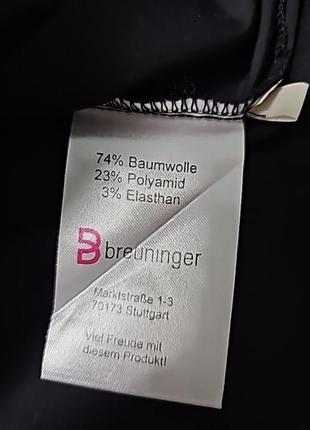 74% Baumwolle
23% Polyamid
3% Elasthan
B breuninger
Marktstraße 1-3
70173 Stuttgart
Viel Freude mit
diesem Produkt!